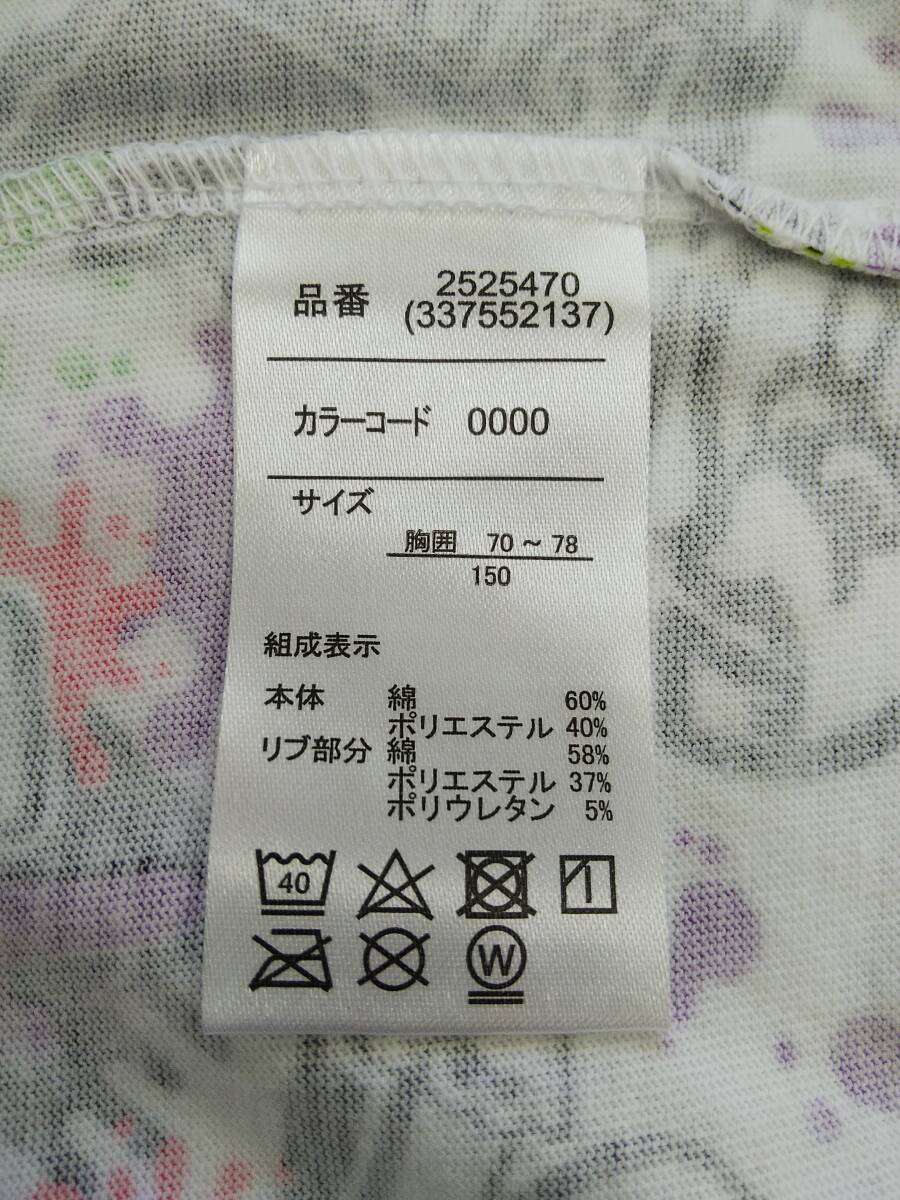 品番 2525470
(337552137)
カラーコード 0000
サイズ
胸囲 70 ~ 78
150
組成表示
本体 綿 60%
ポリエステル 40%
リブ部分 綿 58%
ポリエステル 37%
ポリウレタン 5%
40
W